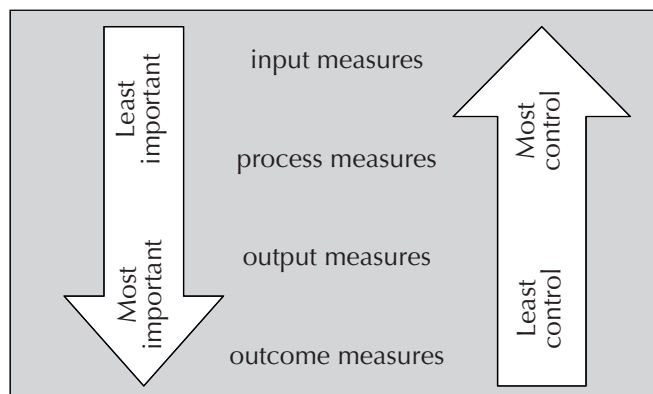 Least
important
Most
important
input measures
process measures
output measures
outcome measures
Most
control
Least
control